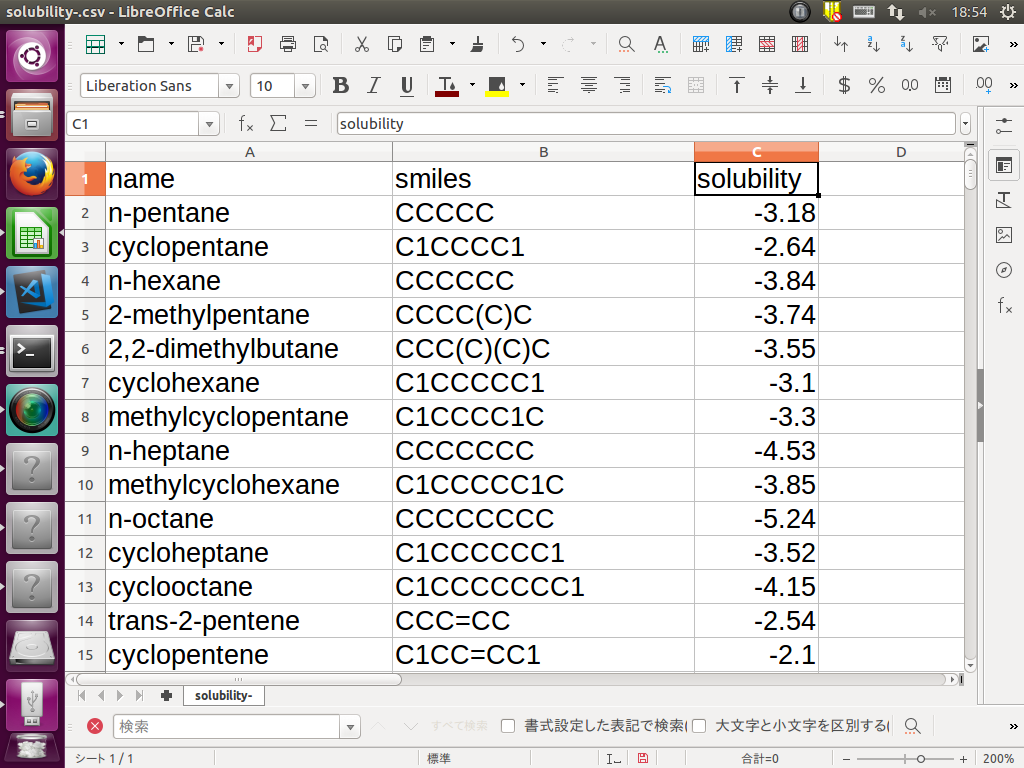 solubility-.csv - LibreOffice Calc 18:54
Liberation Sans 10
C1 solubility
A B C D
1 name smiles solubility
2 n-pentane CCCCC -3.18
3 cyclopentane C1CCCC1 -2.64
4 n-hexane CCCCCC -3.84
5 2-methylpentane CCCC(C)C -3.74
6 2,2-dimethylbutane CCC(C)(C)C -3.55
7 cyclohexane C1CCCCC1 -3.1
8 methylcyclopentane C1CCCC1C -3.3
9 n-heptane CCCCCCC -4.53
10 methylcyclohexane C1CCCCC1C -3.85
11 n-octane CCCCCCCC -5.24
12 cycloheptane C1CCCCCC1 -3.52
13 cyclooctane C1CCCCCCC1 -4.15
14 trans-2-pentene CCC=CC -2.54
15 cyclopentene C1CC=CC1 -2.1
solubility-
検索 すべて検索 書式設定した表記で検索( 大文字と小文字を区別する(
シート 1 / 1 標準 合計=0 200%